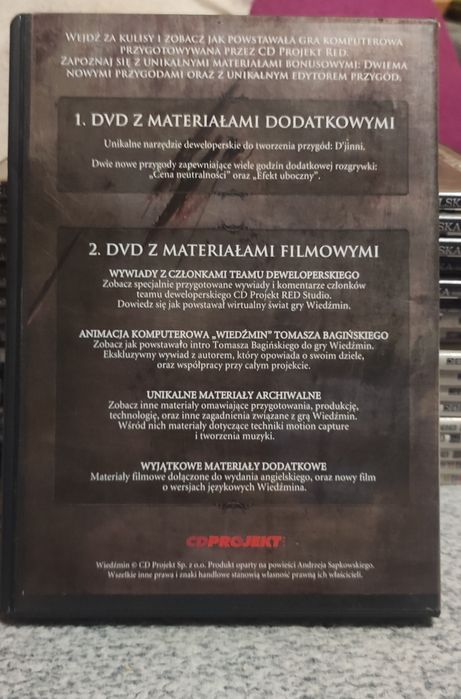 Wejdź za kulisy i zobacz jak powstawała gra komputerowa
przygotowywana przez CD Projekt Red.
Zapoznaj się z unikalnymi materiałami bonusowymi: Dwiema
nowymi przygodami oraz z unikalnym edytorem przygód.
1. DVD z materiałami dodatkowymi
Unikalne narzędzie deweloperskie do tworzenia przygód: D'jinni.
Dwie nowe przygody zapewniające wiele godzin dodatkowej rozgrywki:
„Cena neutralności” oraz „Efekt uboczny”.
2. DVD z materiałami filmowymi
WYWIADY Z CZŁONKAMI TEAMU DEWELOPERSKIEGO
Zobacz specjalnie przygotowane wywiady i komentarze członków
teamu deweloperskiego CD Projekt RED Studio.
Dowiedz się jak powstawał wirtualny świat gry Wiedźmin.
ANIMACJA KOMPUTEROWA „WIEDŹMIN” TOMASZA BAGIŃSKIEGO
Zobacz jak powstawało intro Tomasza Bagińskiego do gry Wiedźmin.
Ekskluzywny wywiad z autorem, który opowiada o swoim dziele,
oraz współpracy przy całym projekcie.
UNIKALNE MATERIAŁY ARCHIWALNE
Zobacz inne materiały omawiające przygotowania, produkcję,
technologię, oraz inne zagadnienia związane z grą Wiedźmin.
Wśród nich materiały dotyczące techniki motion capture
i tworzenia muzyki.
WYJĄTKOWE MATERIAŁY DODATKOWE
Materiały filmowe dołączone do wydania angielskiego, oraz nowy film
o wersjach językowych Wiedźmina.
CDPROJEKT
Wiedźmin © CD Projekt Sp. z o.o. Produkt oparty na powieści Andrzeja Sapkowskiego.
Wszelkie inne prawa i znaki handlowe stanowią własność prawną ich właścicieli.